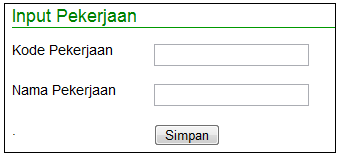 Input Pekerjaan
Kode Pekerjaan
Nama Pekerjaan
.
Simpan